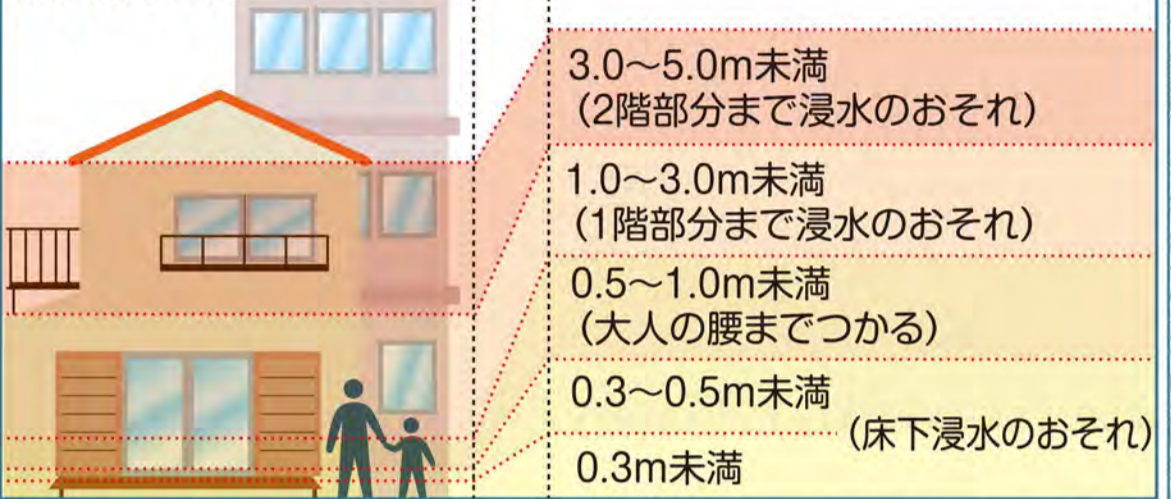 3.0～5.0m未満
（2階部分まで浸水のおそれ）
1.0～3.0m未満
（1階部分まで浸水のおそれ）
0.5～1.0m未満
（大人の腰までつかる）
0.3～0.5m未満
（床下浸水のおそれ）
0.3m未満